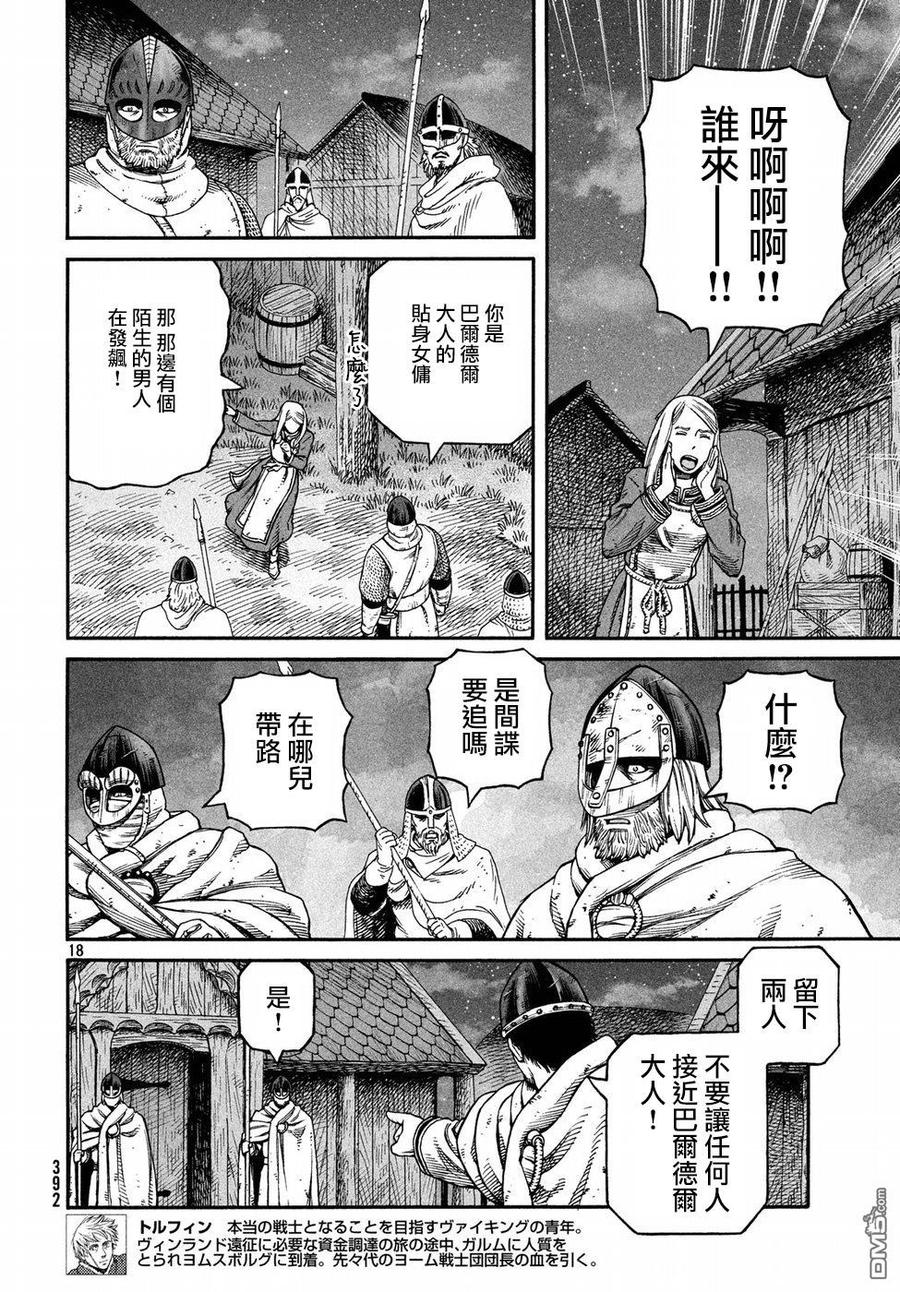 呀啊啊啊!!
誰來——!!
你是
巴爾德爾
大人的
貼身女傭
怎麼了
那 那邊有個
陌生的男人
在發飆！
什麼!?
是間諜
要追嗎
在哪兒
帶路
18
留下
兩人
不要讓任何人
接近巴爾德爾
大人！
是！
392
トルフィン　本当の戦士となることを目指すヴァイキングの青年。
ヴィンランド遠征に必要な資金調達の旅の途中、ガルムに人質を
とられヨムスボルグに到着。先々代のヨーム戦士団団長の血を引く。
DM5.com